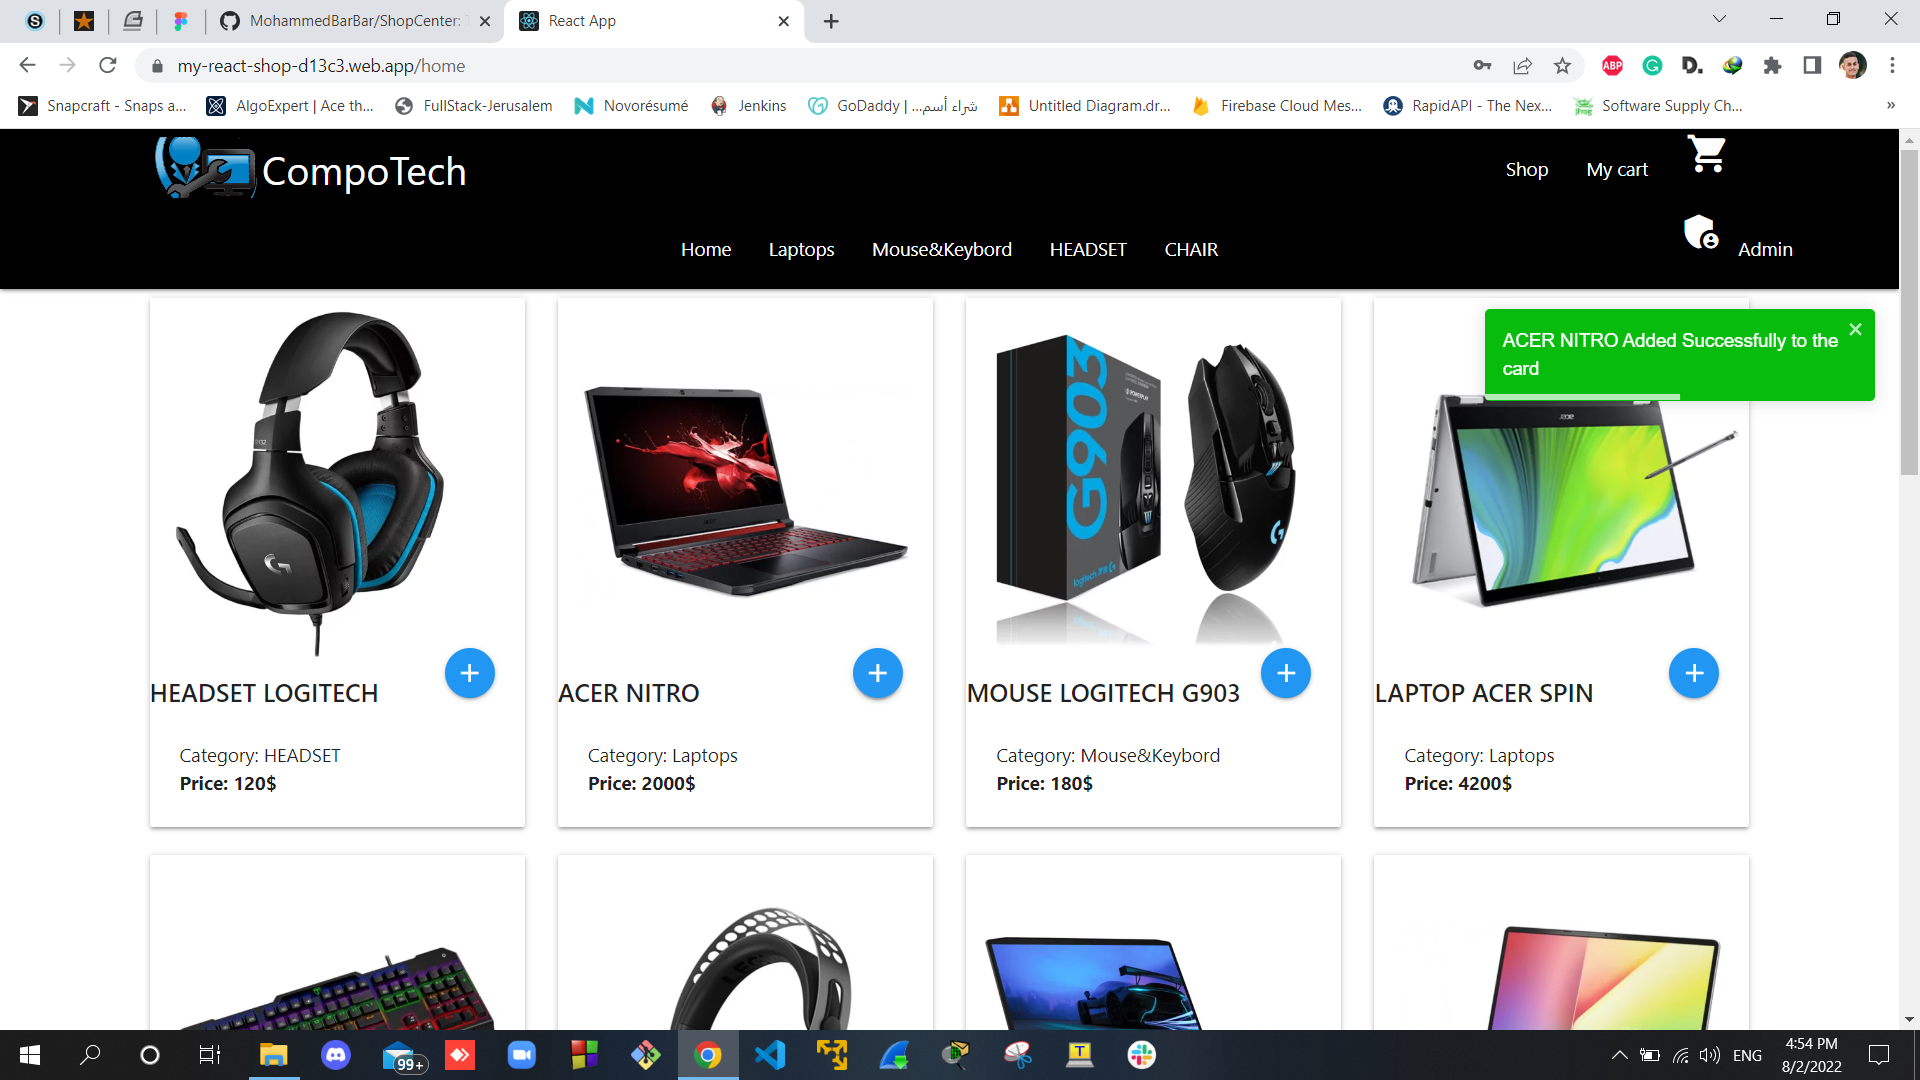 MohammedBarBar/ShopCenter:
React App
my-react-shop-d13c3.web.app/home
ABP
Snapcraft - Snaps a...
AlgoExpert | Ace th...
FullStack-Jerusalem
Novorésumé
Jenkins
GoDaddy | شراء أسم...
Untitled Diagram.dr...
Firebase Cloud Mes...
RapidAPI - The Nex...
Software Supply Ch...
»
CompoTech
Shop
My cart
Home
Laptops
Mouse&Keybord
HEADSET
CHAIR
Admin
ACER NITRO Added Successfully to the
card
G903
logitech
acer
HEADSET LOGITECH
ACER NITRO
MOUSE LOGITECH G903
LAPTOP ACER SPIN
Category: HEADSET
Price: 120$
Category: Laptops
Price: 2000$
Category: Mouse&Keybord
Price: 180$
Category: Laptops
Price: 4200$
99+
ENG
4:54 PM
8/2/2022